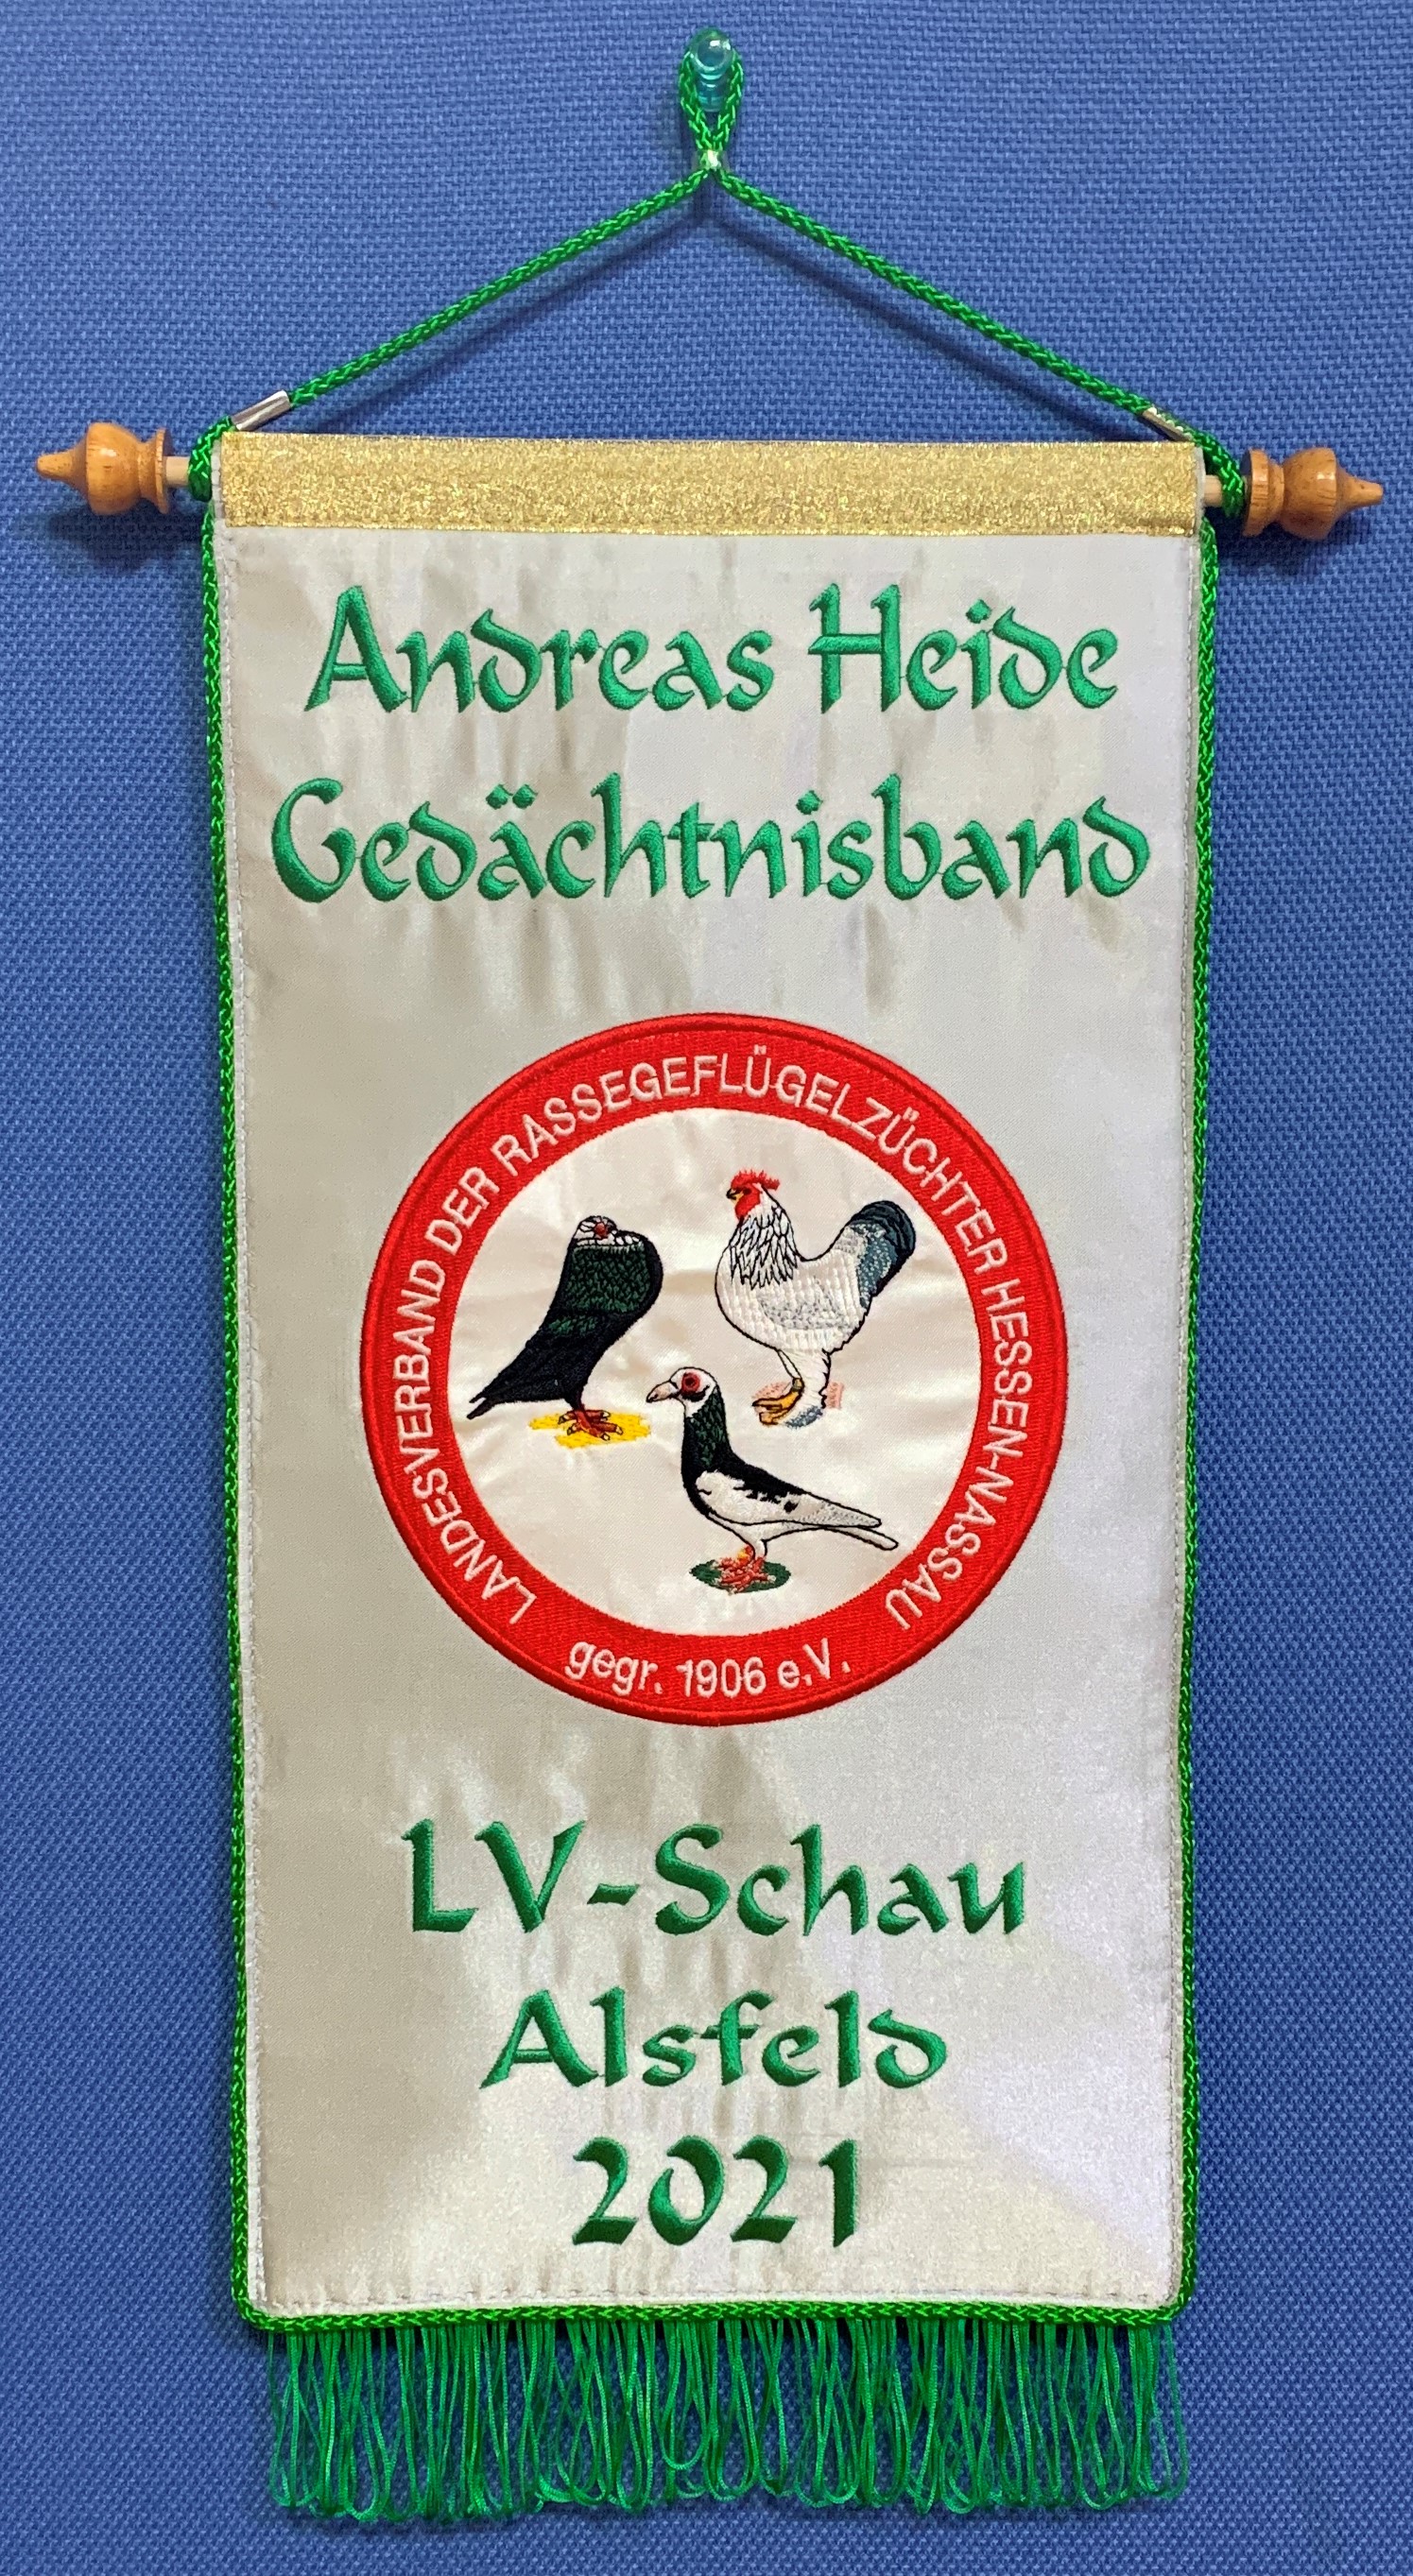 Andreas Heide
Gedächtnisband
LANDESVERBAND DER RASSEGEFLÜGELZÜCHTER HESSEN-NASSAU
gegr. 1906 e.V.
LV-Schau
Alsfeld
2021